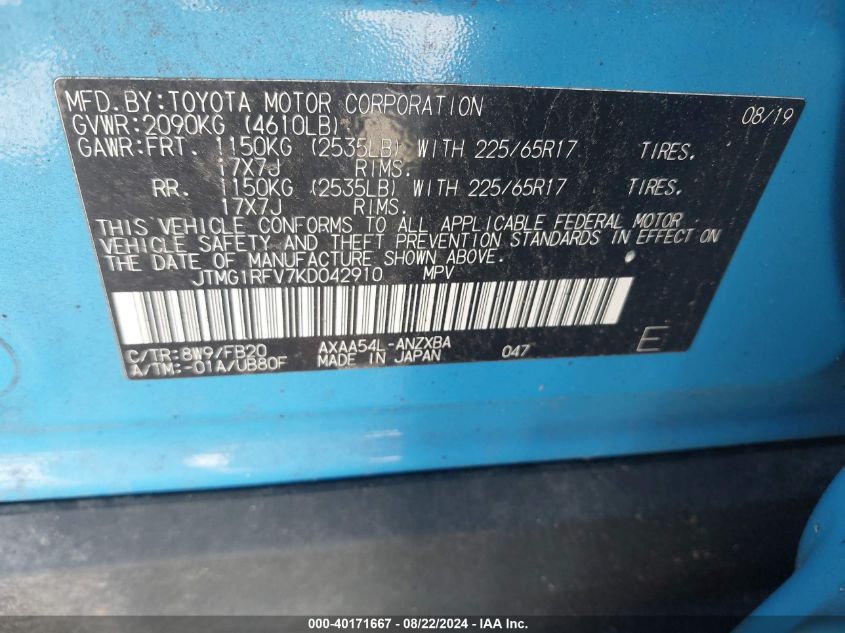 MFD.BY:TOYOTA MOTOR CORPORATION 08/19
GVWR:2090KG (4610LB)
GAWR:FRT. 1150KG (2535LB) WITH 225/65R17 TIRES.
17X7J RIMS.
RR. 1150KG (2535LB) WITH 225/65R17 TIRES.
17X7J RIMS.
THIS VEHICLE CONFORMS TO ALL APPLICABLE FEDERAL MOTOR
VEHICLE SAFETY AND THEFT PREVENTION STANDARDS IN EFFECT ON
THE DATE OF MANUFACTURE SHOWN ABOVE.
JTMG1RFV7KD042910 MPV
C/TR:8W9/FB20 AXAA54L-ANZXBA
A/TM:-01A/UB80F MADE IN JAPAN 047 E
000-40171667 - 08/22/2024 - IAA Inc.